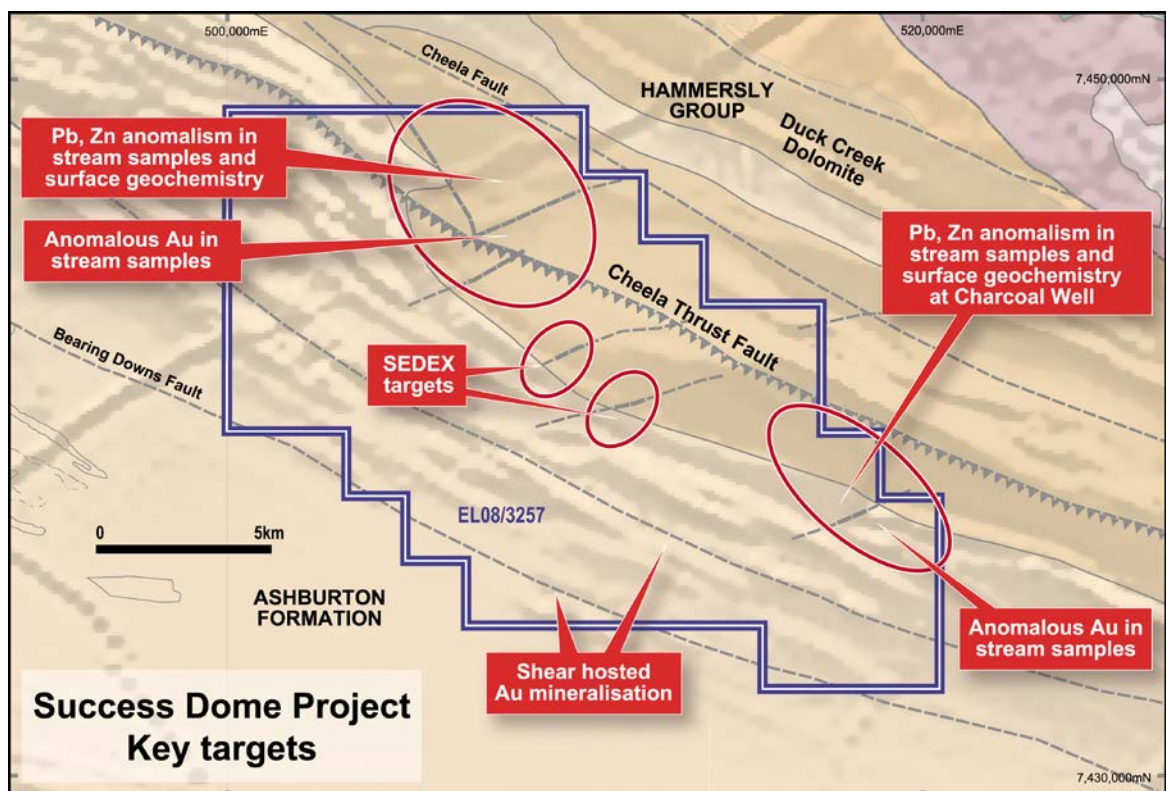 500,000mE
520,000mE
7,450,000mN
Cheela Fault
HAMMERSLY
GROUP
Duck Creek
Dolomite
Pb, Zn anomalism in
stream samples and
surface geochemistry
Anomalous Au in
stream samples
Pb, Zn anomalism in
stream samples and
surface geochemistry
at Charcoal Well
Cheela Thrust Fault
Bearing Downs Fault
SEDEX
targets
EL08/3257
0
5km
ASHBURTON
FORMATION
Anomalous Au in
stream samples
Shear hosted
Au mineralisation
Success Dome Project
Key targets
7,430,000mN